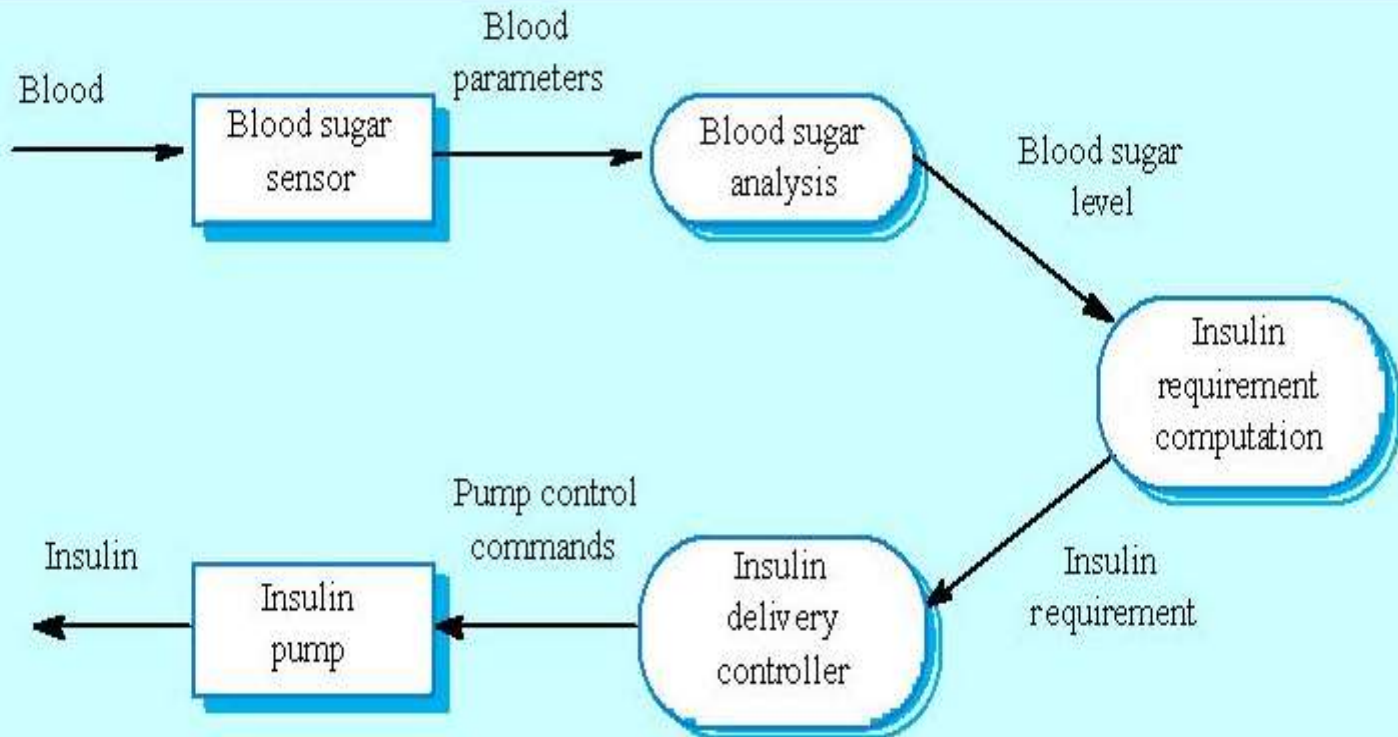 Blood
Blood sugar
sensor
Blood
parameters
Blood sugar
analysis
Blood sugar
level
Insulin
requirement
computation
Insulin
requirement
Insulin
delivery
controller
Pump control
commands
Insulin
pump
Insulin